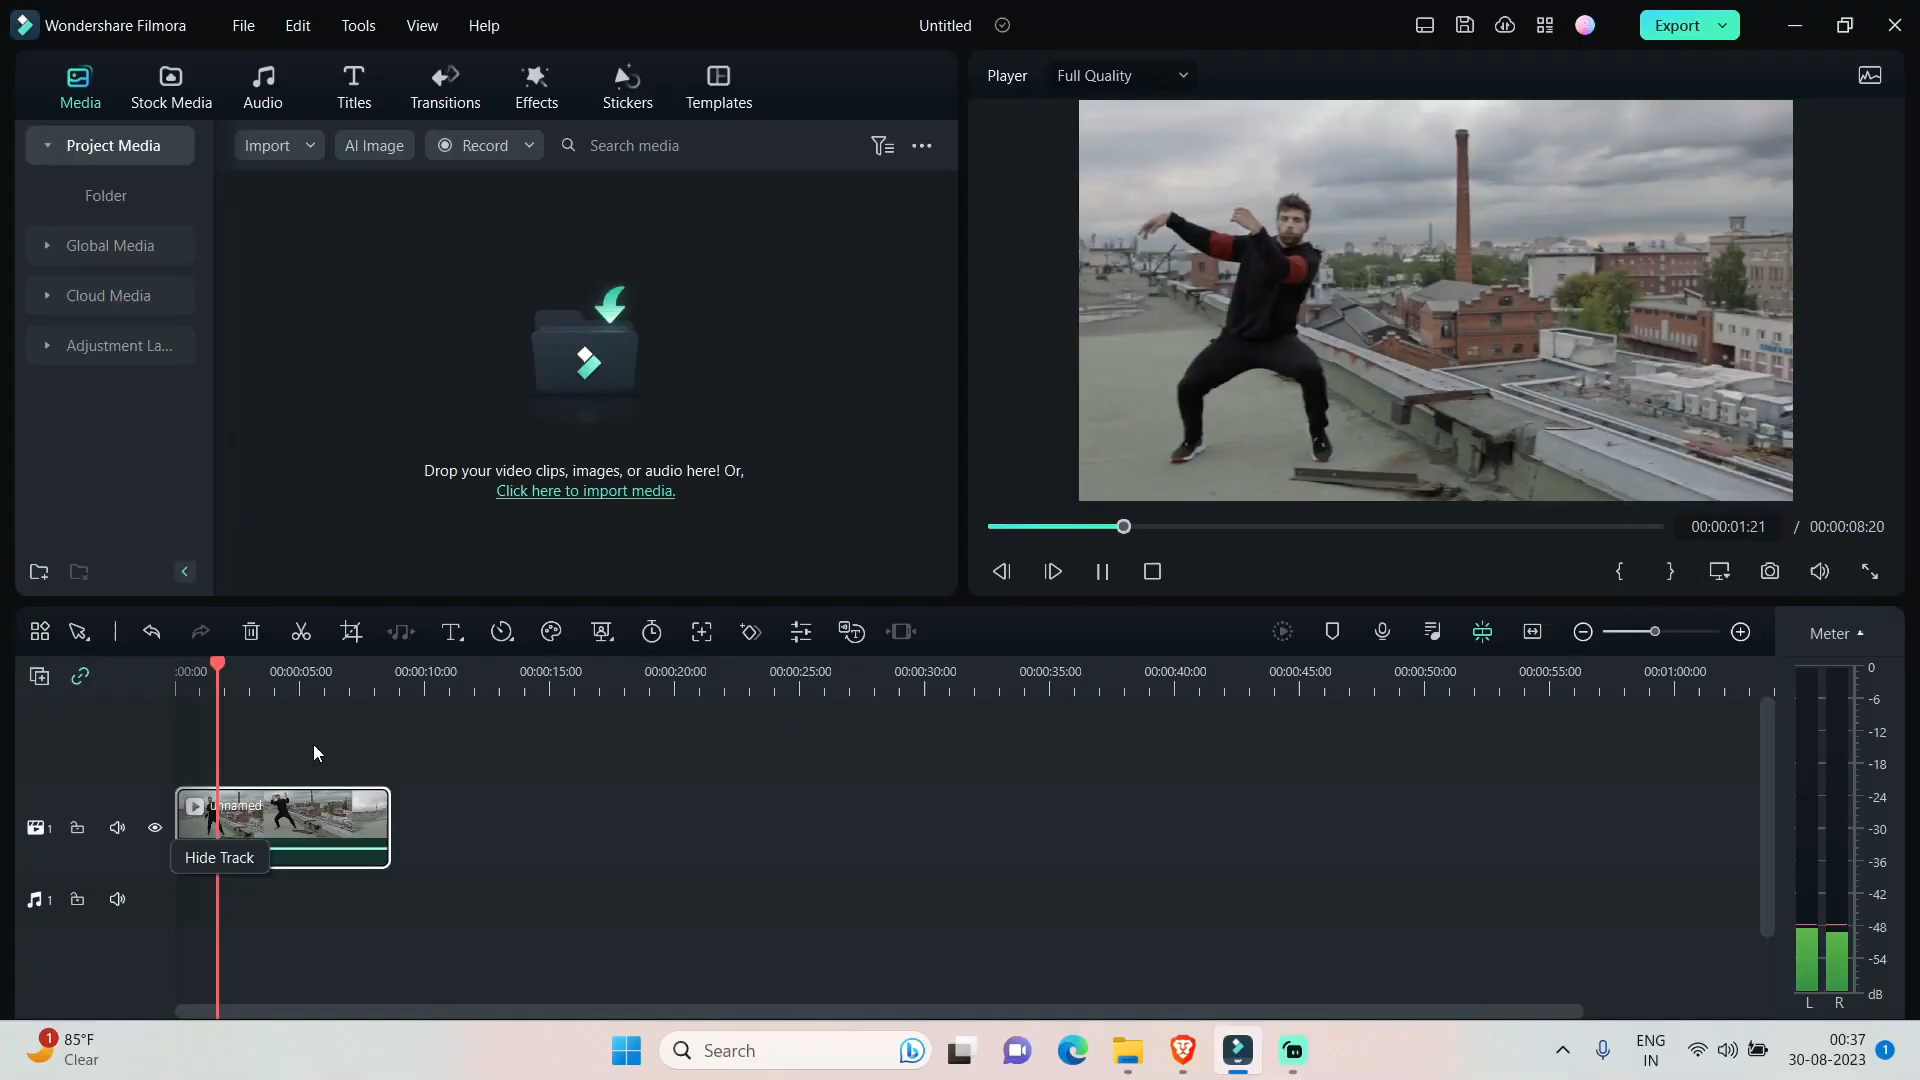 Wondershare Filmora
File
Edit
Tools
View
Help
Untitled
Export
Media
Stock Media
Audio
Titles
Transitions
Effects
Stickers
Templates
Player
Full Quality
Project Media
Import
AI Image
Record
Search media
Folder
Global Media
Cloud Media
Adjustment La...
Drop your video clips, images, or audio here! Or,
Click here to import media.
00:00:01:21 / 00:00:08:20
Meter
:00:00
00:00:05:00
00:00:10:00
00:00:15:00
00:00:20:00
00:00:25:00
00:00:30:00
00:00:35:00
00:00:40:00
00:00:45:00
00:00:50:00
00:00:55:00
00:01:00:00
0
-6
-12
-18
-24
-30
-36
-42
-48
-54
dB
L R
unnamed
1
Hide Track
1
1
85°F
Clear
Search
ENG
IN
00:37
30-08-2023
1